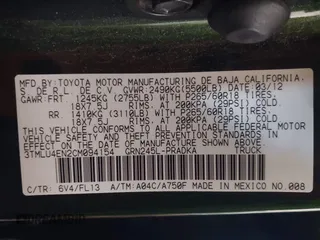 MFD. BY: TOYOTA MOTOR MANUFACTURING DE BAJA CALIFORNIA.
S. DE R.L. DE C.V. GVWR: 2490KG(5500LB) DATE: 03/12
GAWR:FRT 1245KG (2755LB) WITH P265/60R18 TIRES,
18X7.5J RIMS, AT 200KPA (29PSI) COLD.
RR: 1410KG (3110LB) WITH P265/60R18 TIRES,
18X7.5J RIMS, AT 200KPA (29PSI) COLD.
THIS VEHICLE CONFORMS TO ALL APPLICABLE FEDERAL MOTOR
VEHICLE SAFETY AND THEFT PREVENTION STANDARDS IN EFFECT
ON THE DATE OF MANUFACTURE SHOWN ABOVE.
3TMLU4EN2CM094154 GRN245L-PRADKA TRUCK
C/TR: 6V4/FL13 A/TM: A04C/A750F MADE IN MEXICO NO. 008